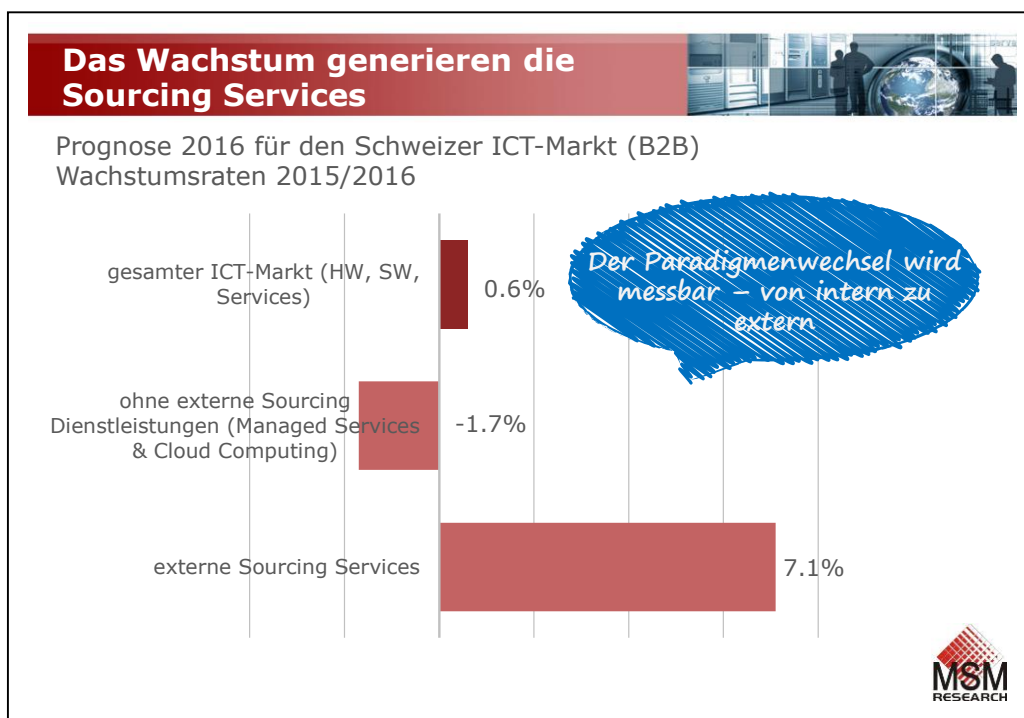 Das Wachstum generieren die
Sourcing Services
Prognose 2016 für den Schweizer ICT-Markt (B2B)
Wachstumsraten 2015/2016
Der Paradigmenwechsel wird
messbar – von intern zu
extern
gesamter ICT-Markt (HW, SW,
Services)
0.6%
ohne externe Sourcing
Dienstleistungen (Managed Services
& Cloud Computing)
-1.7%
externe Sourcing Services
7.1%
MSM
RESEARCH